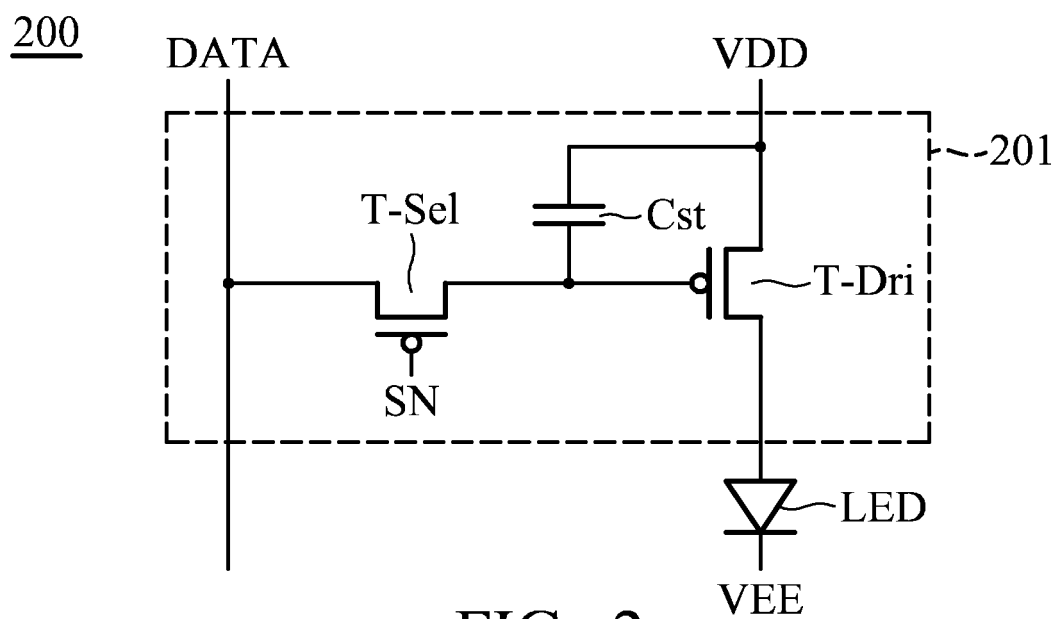 200
DATA
VDD
201
T-Sel
Cst
T-Dri
SN
LED
VEE